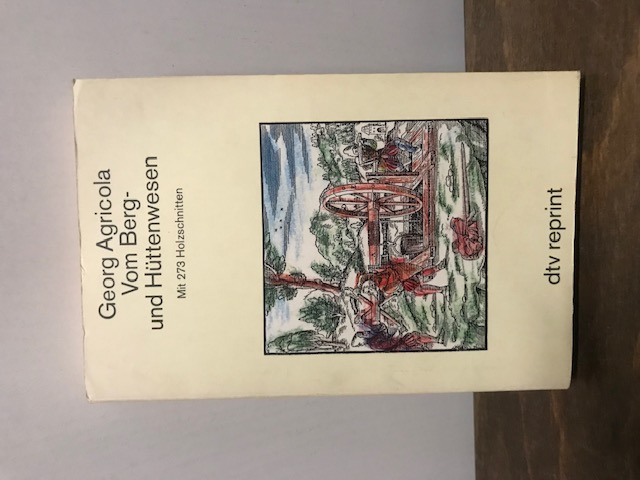 Georg Agricola
Vom Berg-
und Hüttenwesen
Mit 273 Holzschnitten
dtv reprint